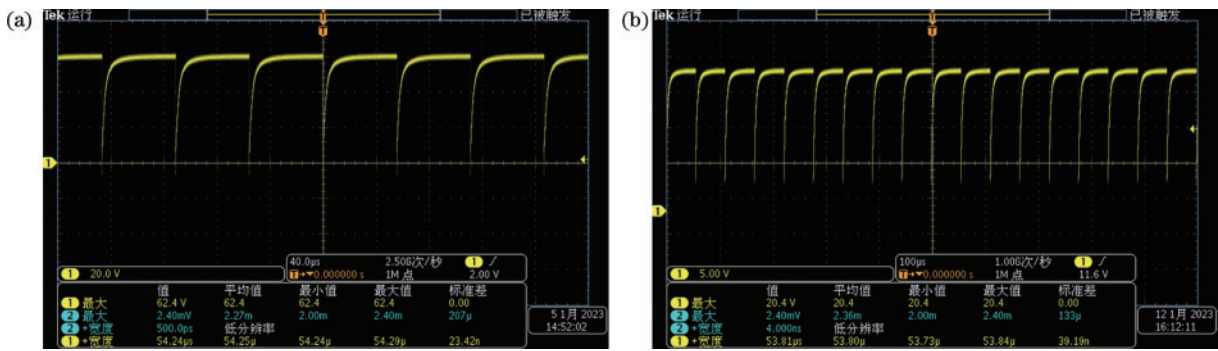 (a)
Tek 运行
已被触发
T
T
1
1 20.0 V
40.0μs 2.50G次/秒 1
T→▼0.000000 s 1M 点 2.00 V
值 平均值 最小值 最大值 标准差
1 最大 62.4 V 62.4 62.4 62.4 0.00
2 最大 2.40mV 2.27m 2.00m 2.40m 207μ
2 +宽度 500.0ps 低分辨率
1 +宽度 54.24μs 54.25μ 54.24μ 54.29μ 23.42n
5 1月 2023
14:52:02
(b)
Tek 运行
已被触发
T
T
1
1 5.00 V
100μs 1.00G次/秒 1
T→▼0.000000 s 1M 点 11.6 V
值 平均值 最小值 最大值 标准差
1 最大 20.4 V 20.4 20.4 20.4 0.00
2 最大 2.40mV 2.36m 2.00m 2.40m 133μ
2 +宽度 4.000ns 低分辨率
1 +宽度 53.81μs 53.80μ 53.73μ 53.84μ 39.19n
12 1月 2023
16:12:11